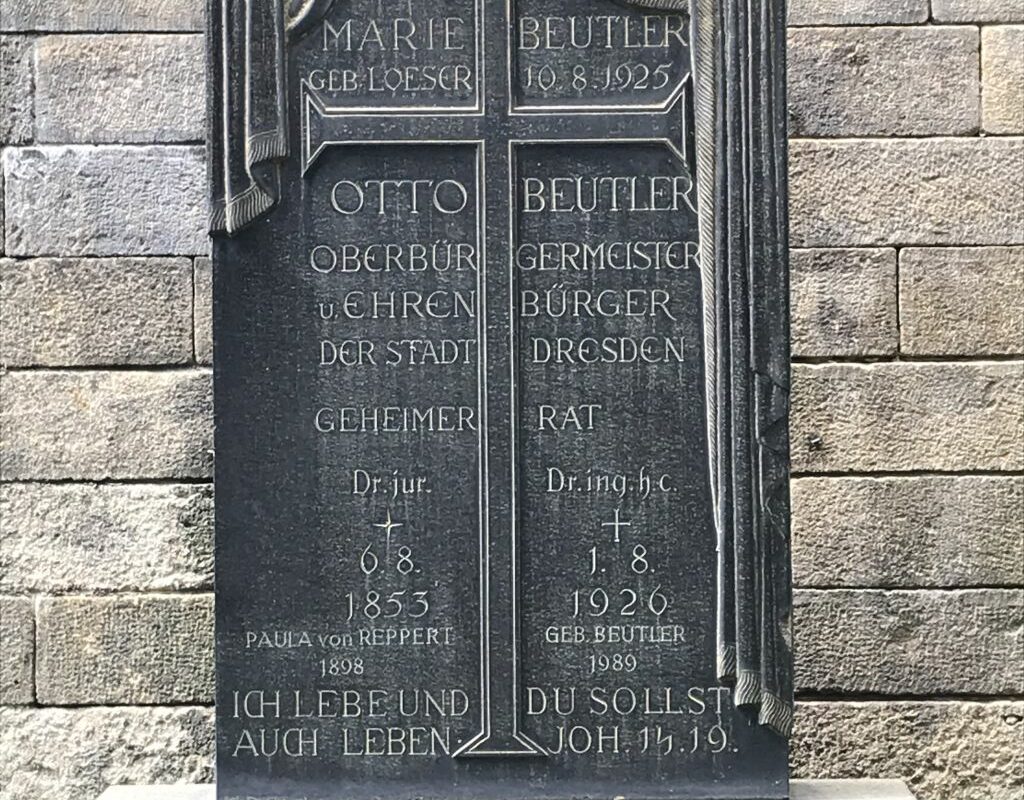 MARIE BEUTLER
GEB. LOESER 10.8.1925
OTTO BEUTLER
OBERBÜRGERMEISTER
u. EHRENBÜRGER
DER STADT DRESDEN
GEHEIMER RAT
Dr. jur. Dr. ing. h c.
6 8. 1. 8.
1853 1926
PAULA von REPPERT GEB. BEUTLER
1898 1989
ICH LEBE UND DU SOLLST
AUCH LEBEN. JOH. 14.19.